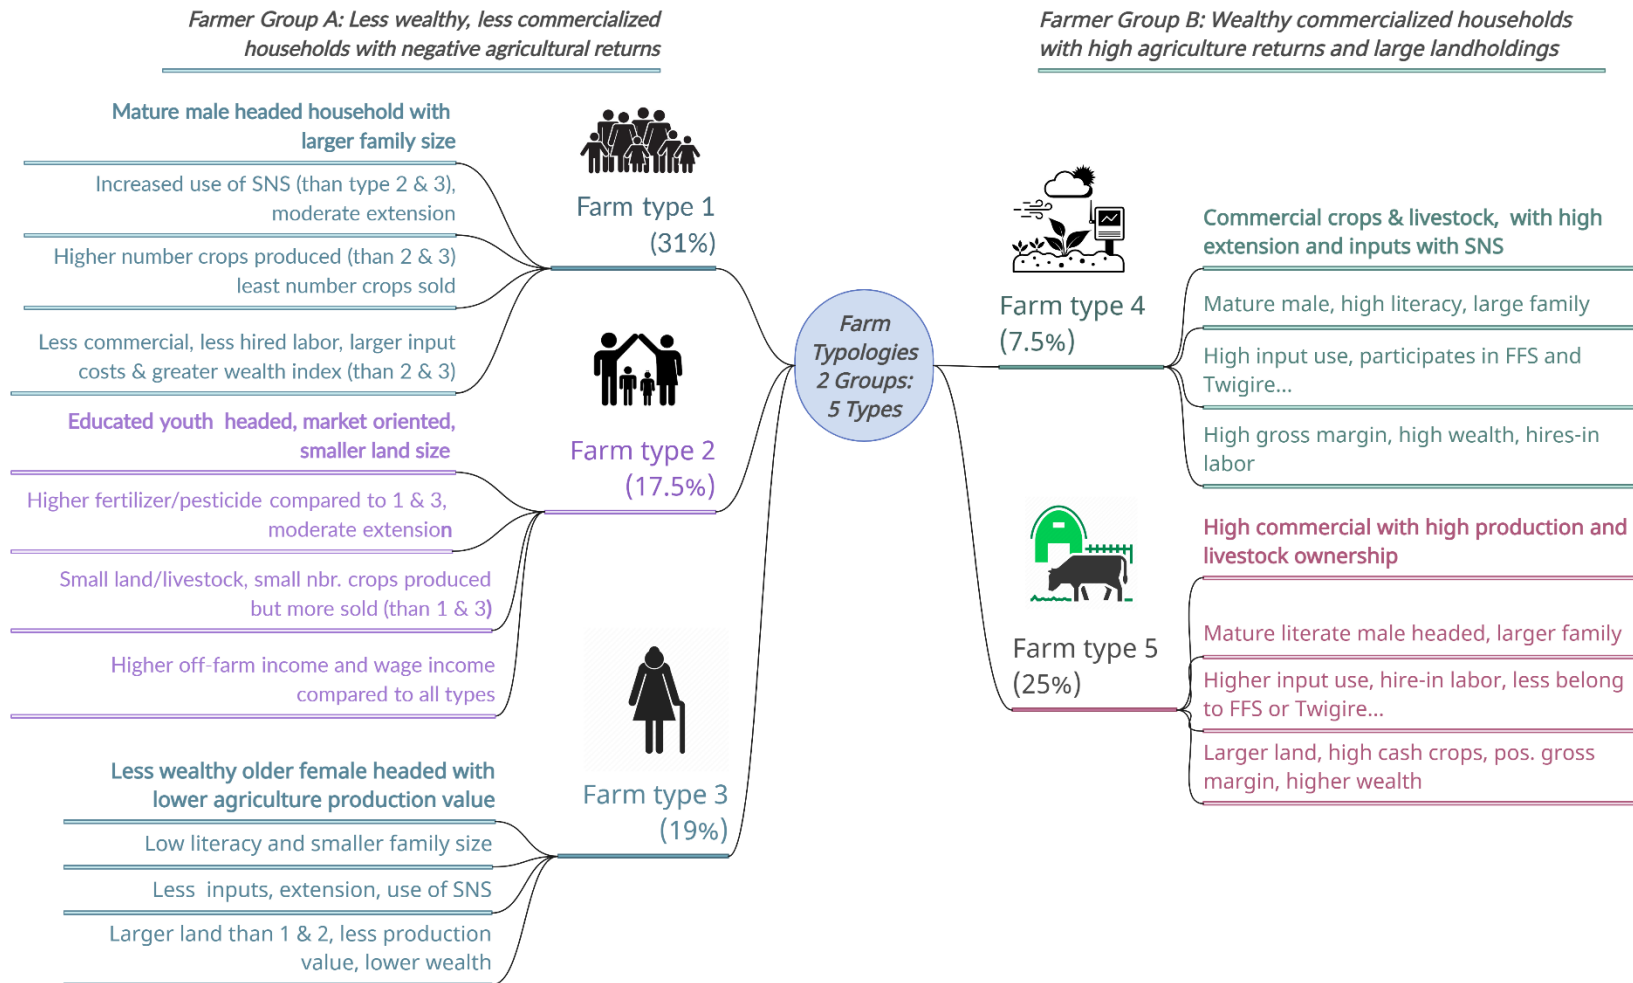 Farmer Group A: Less wealthy, less commercialized
households with negative agricultural returns
Mature male headed household with
larger family size
Increased use of SNS (than type 2 & 3),
moderate extension
Higher number crops produced (than 2 & 3)
least number crops sold
Less commercial, less hired labor, larger input
costs & greater wealth index (than 2 & 3)
Farm type 1
(31%)
Educated youth headed, market oriented,
smaller land size
Higher fertilizer/pesticide compared to 1 & 3,
moderate extension
Small land/livestock, small nbr. crops produced
but more sold (than 1 & 3)
Higher off-farm income and wage income
compared to all types
Farm type 2
(17.5%)
Less wealthy older female headed with
lower agriculture production value
Low literacy and smaller family size
Less inputs, extension, use of SNS
Larger land than 1 & 2, less production
value, lower wealth
Farm type 3
(19%)
Farm
Typologies
2 Groups:
5 Types
Farmer Group B: Wealthy commercialized households
with high agriculture returns and large landholdings
Farm type 4
(7.5%)
Commercial crops & livestock, with high
extension and inputs with SNS
Mature male, high literacy, large family
High input use, participates in FFS and
Twigire...
High gross margin, high wealth, hires-in
labor
Farm type 5
(25%)
High commercial with high production and
livestock ownership
Mature literate male headed, larger family
Higher input use, hire-in labor, less belong
to FFS or Twigire...
Larger land, high cash crops, pos. gross
margin, higher wealth